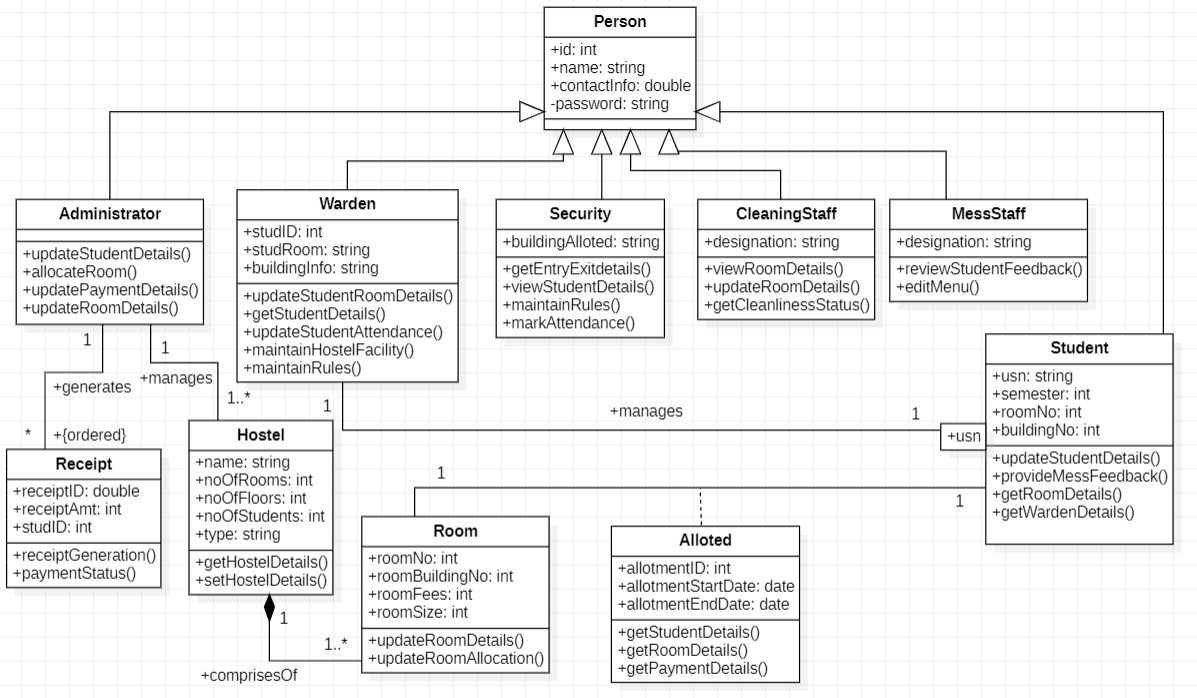 Person
+id: int
+name: string
+contactInfo: double
-password: string
Administrator
+updateStudentDetails()
+allocateRoom()
+updatePaymentDetails()
+updateRoomDetails()
Warden
+studID: int
+studRoom: string
+buildingInfo: string
+updateStudentRoomDetails()
+getStudentDetails()
+updateStudentAttendance()
+maintainHostelFacility()
+maintainRules()
Security
+buildingAlloted: string
+getEntryExitdetails()
+viewStudentDetails()
+maintainRules()
+markAttendance()
CleaningStaff
+designation: string
+viewRoomDetails()
+updateRoomDetails()
+getCleanlinessStatus()
MessStaff
+designation: string
+reviewStudentFeedback()
+editMenu()
Student
+usn: string
+semester: int
+roomNo: int
+buildingNo: int
+updateStudentDetails()
+provideMessFeedback()
+getRoomDetails()
+getWardenDetails()
1
+generates
*
+{ordered}
1
+manages
1..*
1
+manages
1
+usn
Receipt
+receiptID: double
+receiptAmt: int
+studID: int
+receiptGeneration()
+paymentStatus()
Hostel
+name: string
+noOfRooms: int
+noOfFloors: int
+noOfStudents: int
+type: string
+getHostelDetails()
+setHostelDetails()
1
1..*
+comprisesOf
1
1
Room
+roomNo: int
+roomBuildingNo: int
+roomFees: int
+roomSize: int
+updateRoomDetails()
+updateRoomAllocation()
Alloted
+allotmentID: int
+allotmentStartDate: date
+allotmentEndDate: date
+getStudentDetails()
+getRoomDetails()
+getPaymentDetails()